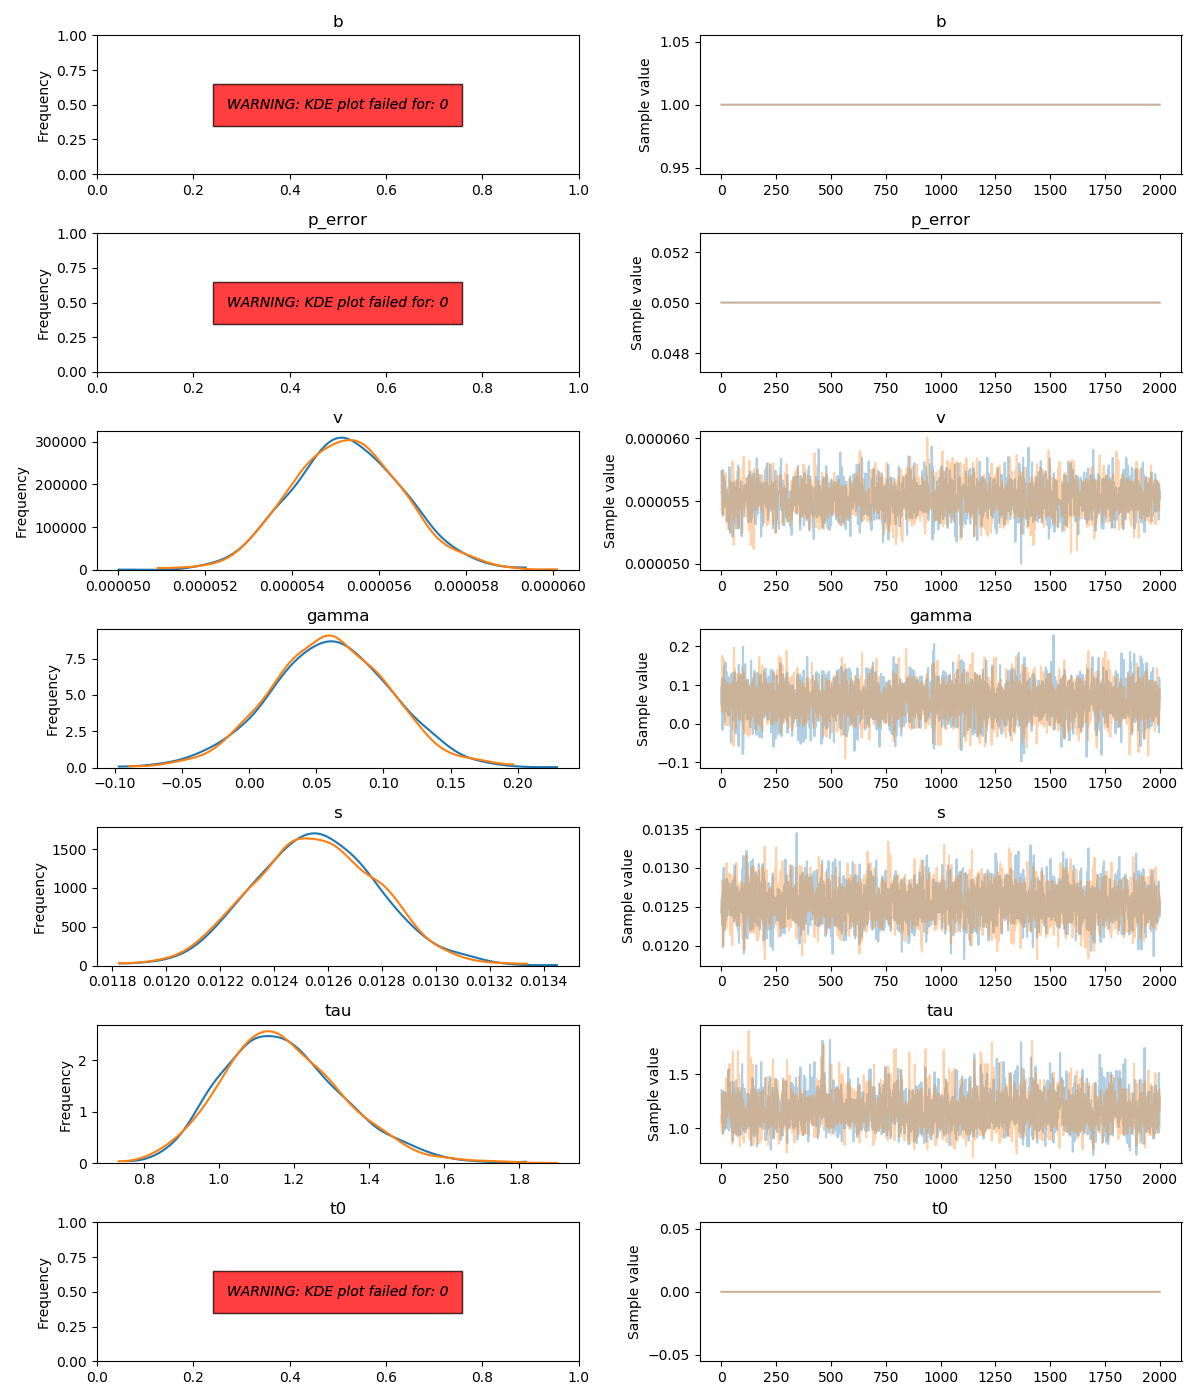 b
Frequency
1.00
0.75
0.50
0.25
0.00
WARNING: KDE plot failed for: 0
0.0 0.2 0.4 0.6 0.8 1.0
b
Sample value
1.05
1.00
0.95
0 250 500 750 1000 1250 1500 1750 2000
p_error
Frequency
1.00
0.75
0.50
0.25
0.00
WARNING: KDE plot failed for: 0
0.0 0.2 0.4 0.6 0.8 1.0
p_error
Sample value
0.052
0.050
0.048
0 250 500 750 1000 1250 1500 1750 2000
v
Frequency
300000
200000
100000
0
0.000050 0.000052 0.000054 0.000056 0.000058 0.000060
v
Sample value
0.000060
0.000055
0.000050
0 250 500 750 1000 1250 1500 1750 2000
gamma
Frequency
7.5
5.0
2.5
0.0
−0.10 −0.05 0.00 0.05 0.10 0.15 0.20
gamma
Sample value
0.2
0.1
0.0
−0.1
0 250 500 750 1000 1250 1500 1750 2000
s
Frequency
1500
1000
500
0
0.0118 0.0120 0.0122 0.0124 0.0126 0.0128 0.0130 0.0132 0.0134
s
Sample value
0.0135
0.0130
0.0125
0.0120
0 250 500 750 1000 1250 1500 1750 2000
tau
Frequency
2
1
0
0.8 1.0 1.2 1.4 1.6 1.8
tau
Sample value
1.5
1.0
0 250 500 750 1000 1250 1500 1750 2000
t0
Frequency
1.00
0.75
0.50
0.25
0.00
WARNING: KDE plot failed for: 0
0.0 0.2 0.4 0.6 0.8 1.0
t0
Sample value
0.05
0.00
−0.05
0 250 500 750 1000 1250 1500 1750 2000